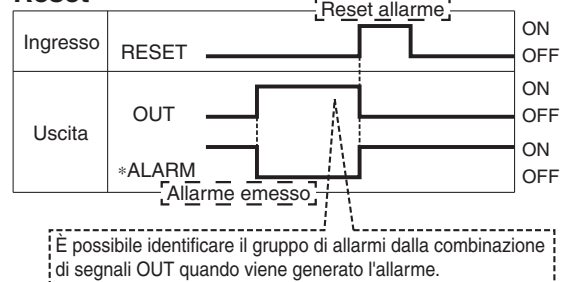 Reset
Reset allarme
Ingresso RESET ON
OFF
Uscita OUT ON
OFF
*ALARM ON
OFF
Allarme emesso
È possibile identificare il gruppo di allarmi dalla combinazione
di segnali OUT quando viene generato l'allarme.